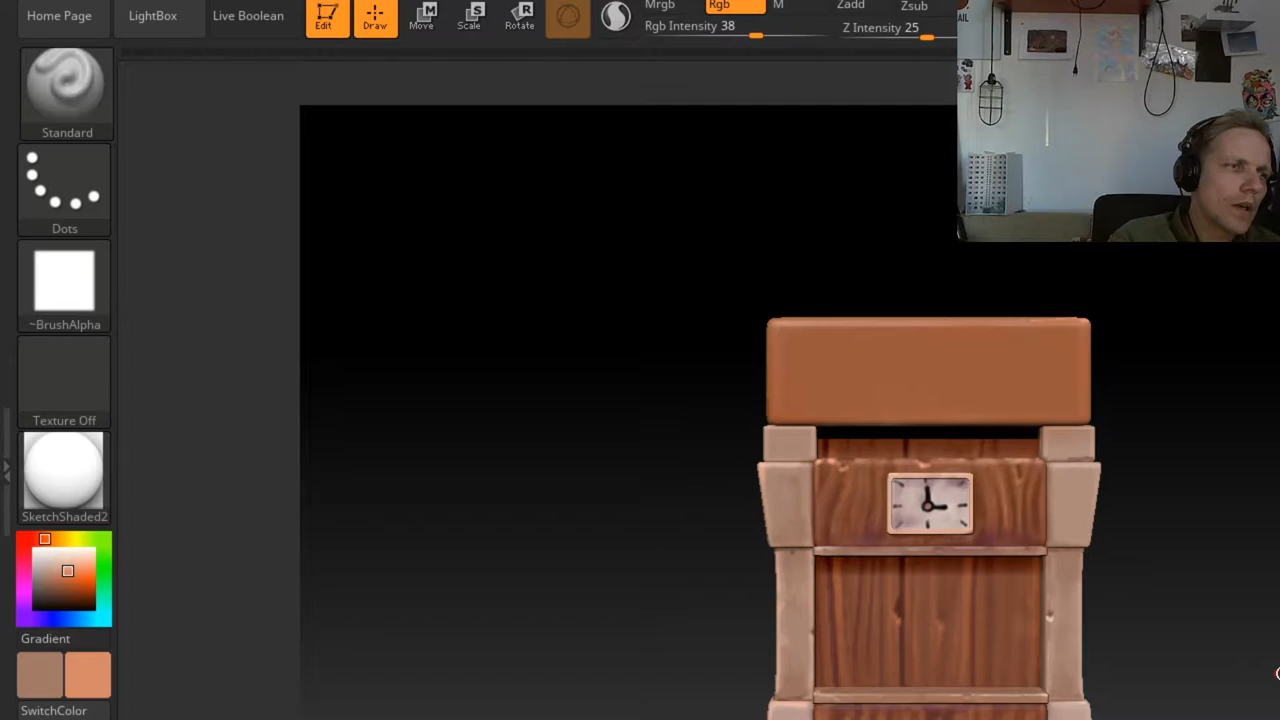 Home Page LightBox Live Boolean Edit Draw Move Scale Rotate Mrgb Rgb M Zadd Zsub
Rgb Intensity 38 Z Intensity 25
Standard
Dots
~BrushAlpha
Texture Off
SketchShaded2
Gradient
SwitchColor